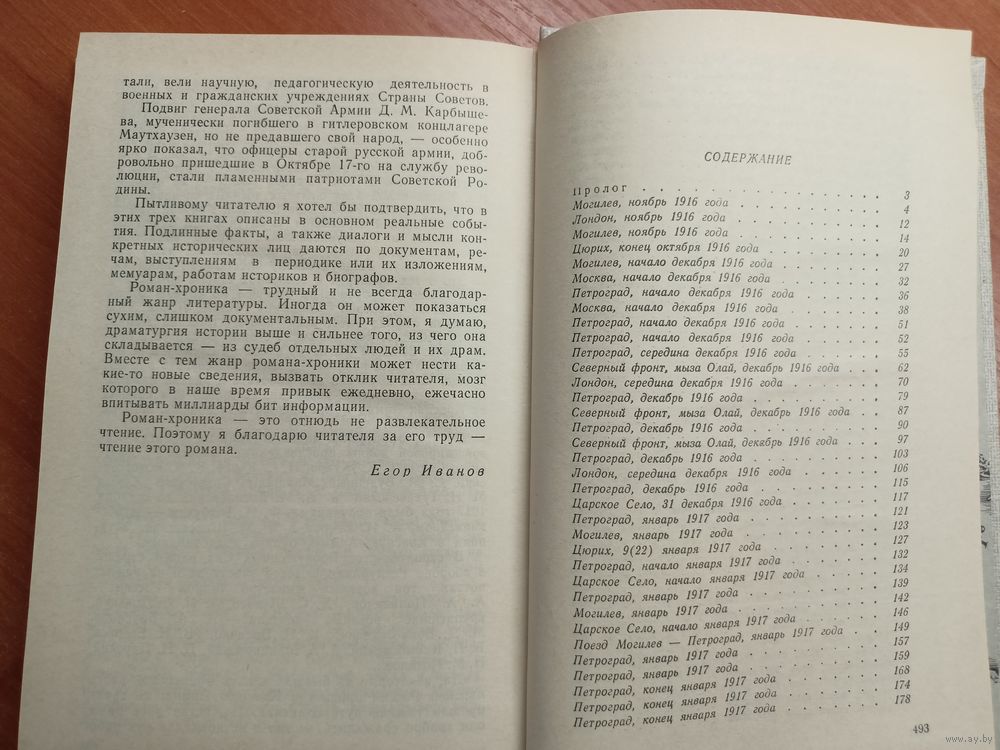 тали, вели научную, педагогическую деятельность в
военных и гражданских учреждениях Страны Советов.
Подвиг генерала Советской Армии Д. М. Карбыше-
ва, мученически погибшего в гитлеровском концлагере
Маутхаузен, но не предавшего свой народ, — особенно
ярко показал, что офицеры старой русской армии, доб-
ровольно пришедшие в Октябре 17-го на службу рево-
люции, стали пламенными патриотами Советской Ро-
дины.
Пытливому читателю я хотел бы подтвердить, что в
этих трех книгах описаны в основном реальные собы-
тия. Подлинные факты, а также диалоги и мысли кон-
кретных исторических лиц даются по документам, ре-
чам, выступлениям в периодике или их изложениям,
мемуарам, работам историков и биографов.
Роман-хроника — трудный и не всегда благодар-
ный жанр литературы. Иногда он может показаться
сухим, слишком документальным. При этом, я думаю,
драматургия истории выше и сильнее того, из чего она
складывается — из судеб отдельных людей и их драм.
Вместе с тем жанр романа-хроники может нести ка-
кие-то новые сведения, вызвать отклик читателя, мозг
которого в наше время привык ежедневно, ежечасно
впитывать миллиарды бит информации.
Роман-хроника — это отнюдь не развлекательное
чтение. Поэтому я благодарю читателя за его труд —
чтение этого романа.
Егор Иванов
СОДЕРЖАНИЕ
Пролог . . . . . . . . . . . . . 3
Могилев, ноябрь 1916 года . . . . . . . . . 4
Лондон, ноябрь 1916 года . . . . . . . . . 12
Могилев, ноябрь 1916 года . . . . . . . . . 14
Цюрих, конец октября 1916 года . . . . . . . 20
Могилев, начало декабря 1916 года . . . . . . 27
Москва, начало декабря 1916 года . . . . . . 32
Петроград, начало декабря 1916 года . . . . . 36
Москва, начало декабря 1916 года . . . . . . 38
Петроград, начало декабря 1916 года . . . . . 51
Петроград, начало декабря 1916 года . . . . . 52
Петроград, середина декабря 1916 года . . . . . 55
Северный фронт, мыза Олай, декабрь 1916 года . . . 62
Лондон, середина декабря 1916 года . . . . . . 70
Петроград, декабрь 1916 года . . . . . . . . 79
Северный фронт, мыза Олай, декабрь 1916 года . . 87
Петроград, декабрь 1916 года . . . . . . . . 90
Северный фронт, мыза Олай, декабрь 1916 года . . 97
Петроград, декабрь 1916 года . . . . . . . . 103
Лондон, середина декабря 1916 года . . . . . . 106
Петроград, декабрь 1916 года . . . . . . . . 115
Царское Село, 31 декабря 1916 года . . . . . . 117
Петроград, январь 1917 года . . . . . . . . 121
Могилев, январь 1917 года . . . . . . . . . 123
Цюрих, 9(22) января 1917 года . . . . . . . 127
Петроград, начало января 1917 года . . . . . . 132
Царское Село, начало января 1917 года . . . . . 134
Петроград, январь 1917 года . . . . . . . . 139
Могилев, январь 1917 года . . . . . . . . . 142
Царское Село, начало января 1917 года . . . . . 146
Поезд Могилев — Петроград, январь 1917 года . . 149
Петроград, январь 1917 года . . . . . . . . 157
Петроград, январь 1917 года . . . . . . . . 159
Петроград, конец января 1917 года . . . . . . 168
Петроград, конец января 1917 года . . . . . . 174
Петроград, конец января 1917 года . . . . . . 178
493
www.ay.by